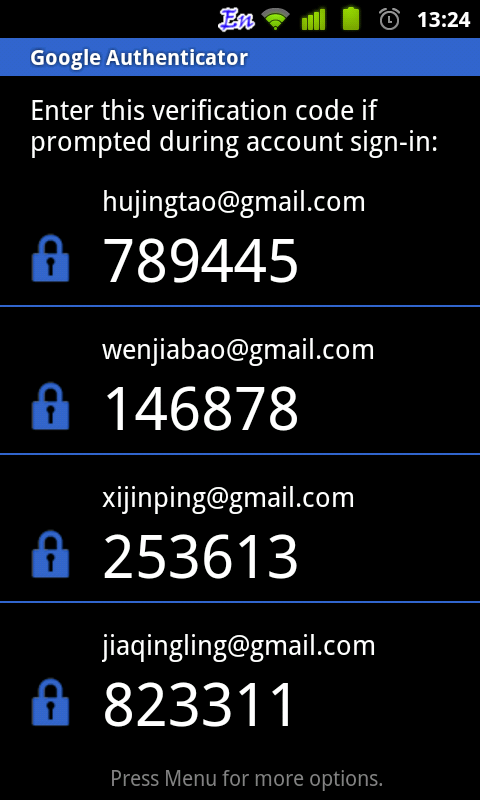 En 13:24
Google Authenticator
Enter this verification code if
prompted during account sign-in:
hujingtao@gmail.com
789445
wenjiabao@gmail.com
146878
xijinping@gmail.com
253613
jiaqingling@gmail.com
823311
Press Menu for more options.